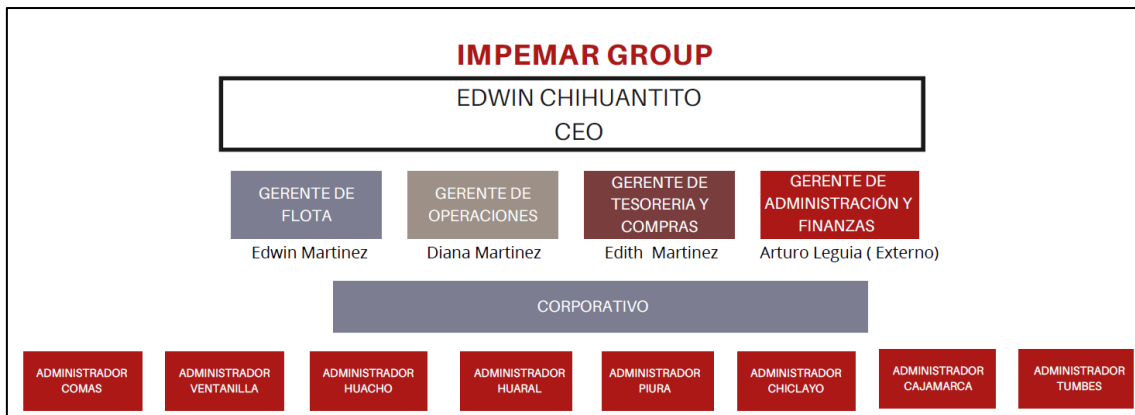 IMPEMAR GROUP
EDWIN CHIHUANTITO
CEO
GERENTE DE
FLOTA
GERENTE DE
OPERACIONES
GERENTE DE
TESORERIA Y
COMPRAS
GERENTE DE
ADMINISTRACIÓN Y
FINANZAS
Edwin Martinez
Diana Martinez
Edith Martinez
Arturo Leguia ( Externo)
CORPORATIVO
ADMINISTRADOR
COMAS
ADMINISTRADOR
VENTANILLA
ADMINISTRADOR
HUACHO
ADMINISTRADOR
HUARAL
ADMINISTRADOR
PIURA
ADMINISTRADOR
CHICLAYO
ADMINISTRADOR
CAJAMARCA
ADMINISTRADOR
TUMBES